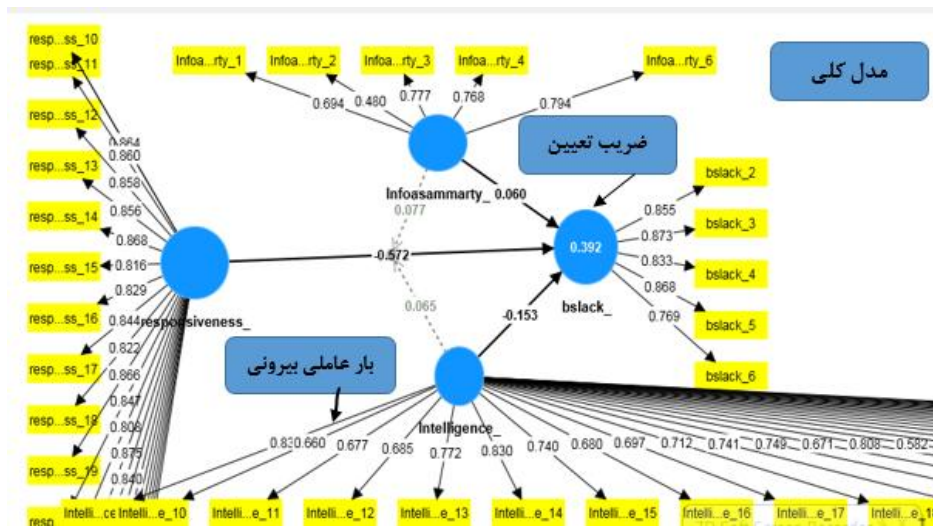 resp...ss_10
resp...ss_11
resp...ss_12
resp...ss_13
resp...ss_14
resp...ss_15
resp...ss_16
resp...ss_17
resp...ss_18
resp...ss_19
Infoa...rty_1
Infoa...rty_2
Infoa...rty_3
Infoa...rty_4
Infoa...rty_6
مدل کلی
0.694
0.480
0.777
0.768
0.794
ضریب تعیین
0.864
0.860
0.858
0.856
0.868
0.816
0.829
0.844
0.822
0.866
0.847
0.808
0.875
0.840
Infoasammarty_
0.060
0.077
-0.572
0.392
0.065
-0.153
responsiveness_
bslack_
bslack_2
bslack_3
bslack_4
bslack_5
bslack_6
0.855
0.873
0.833
0.868
0.769
بار عاملی بیرونی
Intelligence_
0.660
0.677
0.685
0.772
0.830
0.740
0.680
0.697
0.712
0.741
0.749
0.671
0.808
0.582
Intelli...e_10
Intelli...e_11
Intelli...e_12
Intelli...e_13
Intelli...e_14
Intelli...e_15
Intelli...e_16
Intelli...e_17